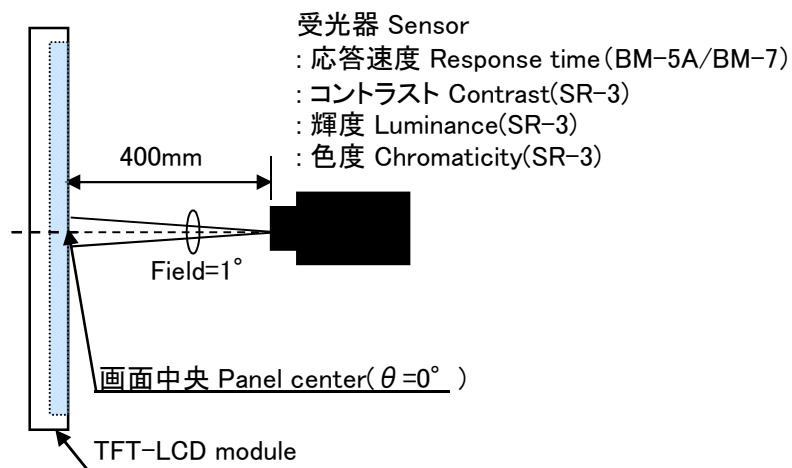 受光器 Sensor
: 応答速度 Response time(BM-5A/BM-7)
: コントラスト Contrast(SR-3)
: 輝度 Luminance(SR-3)
: 色度 Chromaticity(SR-3)
400mm
Field=1°
画面中央 Panel center(θ=0° )
TFT-LCD module